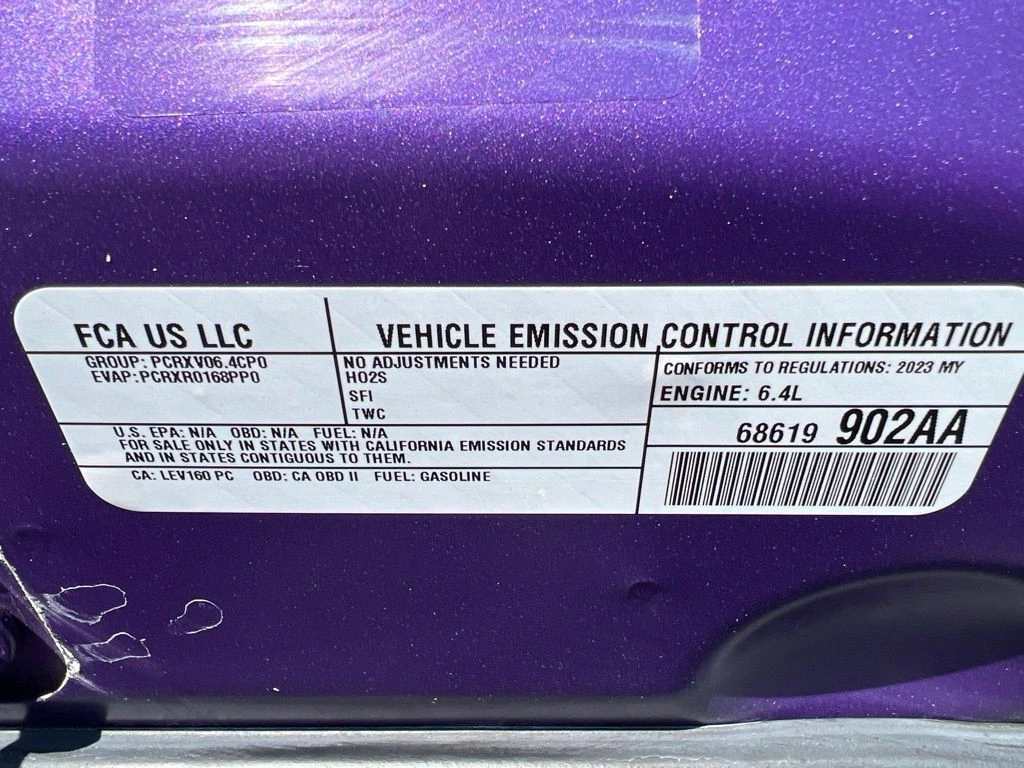 FCA US LLC
VEHICLE EMISSION CONTROL INFORMATION
GROUP: PCRXV06.4CP0
EVAP:PCRXR0168PP0
NO ADJUSTMENTS NEEDED
HO2S
SFI
TWC
CONFORMS TO REGULATIONS: 2023 MY
ENGINE: 6.4L
68619 902AA
U.S. EPA: N/A OBD: N/A FUEL: N/A
FOR SALE ONLY IN STATES WITH CALIFORNIA EMISSION STANDARDS
AND IN STATES CONTIGUOUS TO THEM.
CA: LEV160 PC OBD: CA OBD II FUEL: GASOLINE